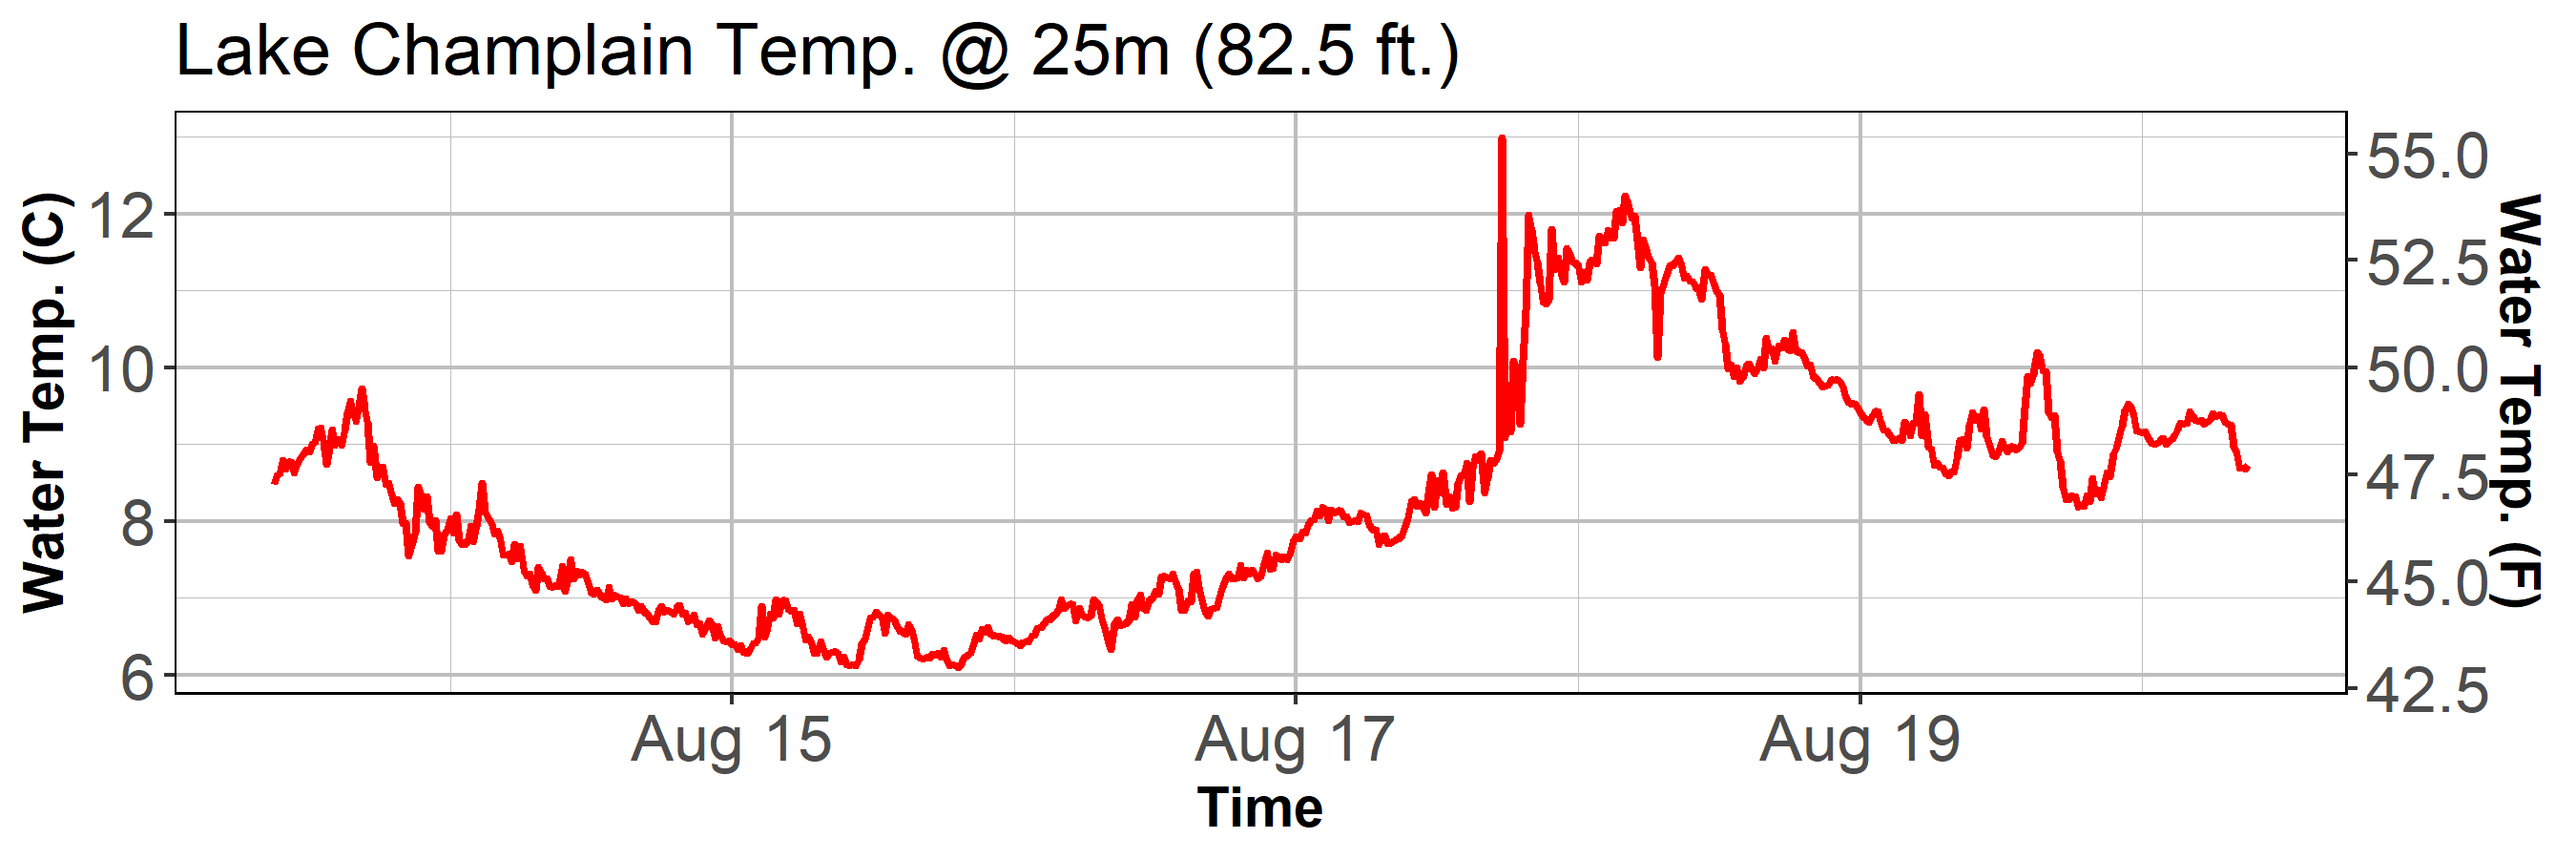 Lake Champlain Temp. @ 25m (82.5 ft.)
Water Temp. (C)
12
10
8
6
55.0
52.5
50.0
47.5
45.0
42.5
Water Temp. (F)
Aug 15 Aug 17 Aug 19
Time